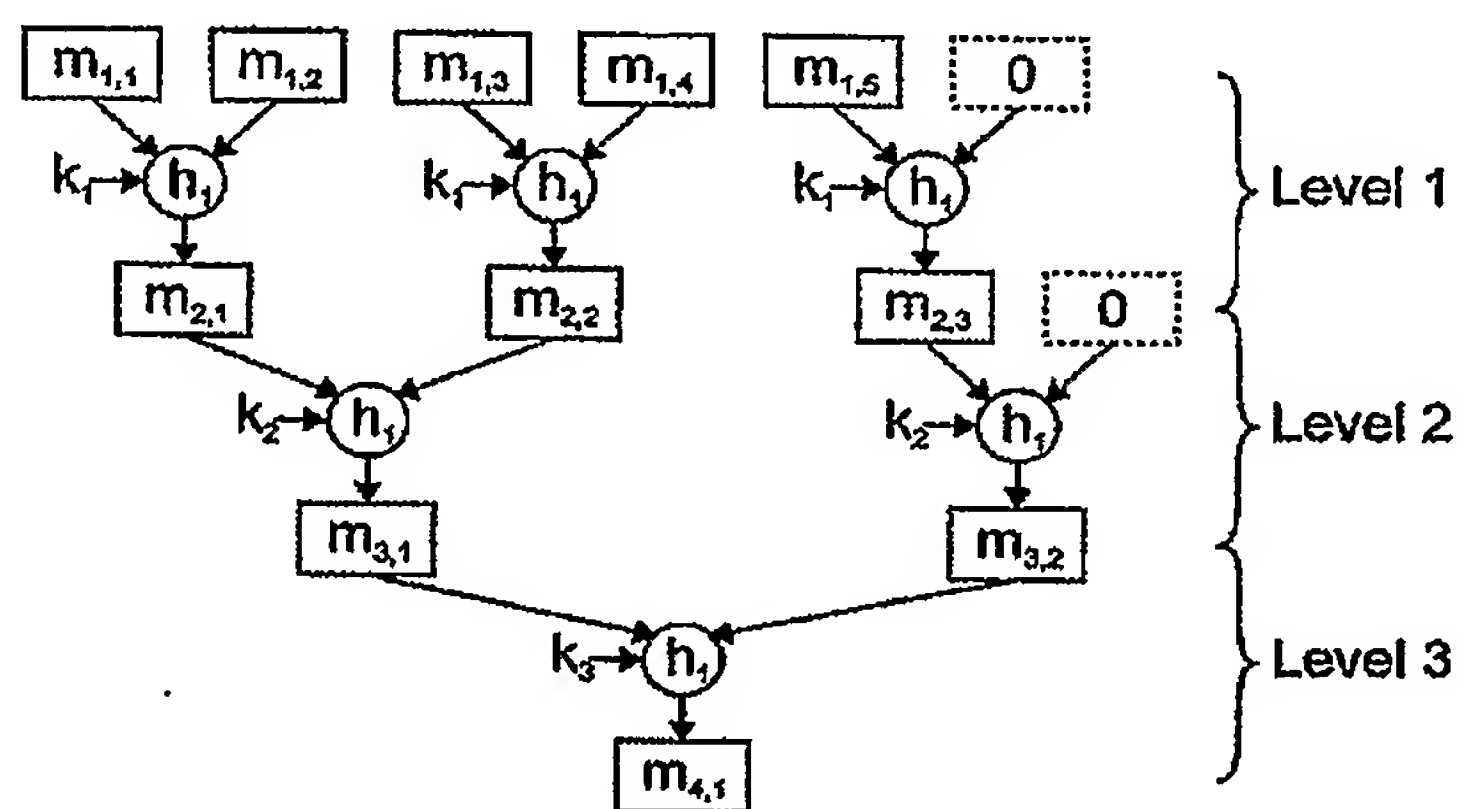 m1,1 m1,2 m1,3 m1,4 m1,5 0
k1 h1 k1 h1 k1 h1 Level 1
m2,1 m2,2 m2,3 0
k2 h1 k2 h1 Level 2
m3,1 m3,2
k3 h1 Level 3
m4,1